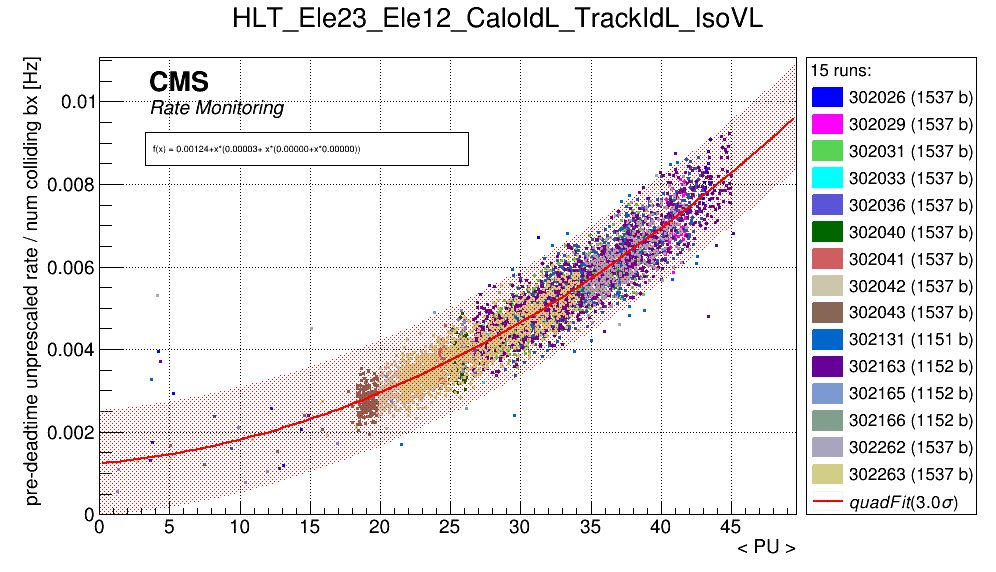 HLT_Ele23_Ele12_CaloIdL_TrackIdL_IsoVL
pre-deadtime unprescaled rate / num colliding bx [Hz]
CMS
Rate Monitoring
f(x) = 0.00124+x*(0.00003+ x*(0.00000+x*0.00000))
0.01
0.008
0.006
0.004
0.002
0
0 5 10 15 20 25 30 35 40 45
< PU >
15 runs:
302026 (1537 b)
302029 (1537 b)
302031 (1537 b)
302033 (1537 b)
302036 (1537 b)
302040 (1537 b)
302041 (1537 b)
302042 (1537 b)
302043 (1537 b)
302131 (1151 b)
302163 (1152 b)
302165 (1152 b)
302166 (1152 b)
302262 (1537 b)
302263 (1537 b)
quadFit(3.0σ)